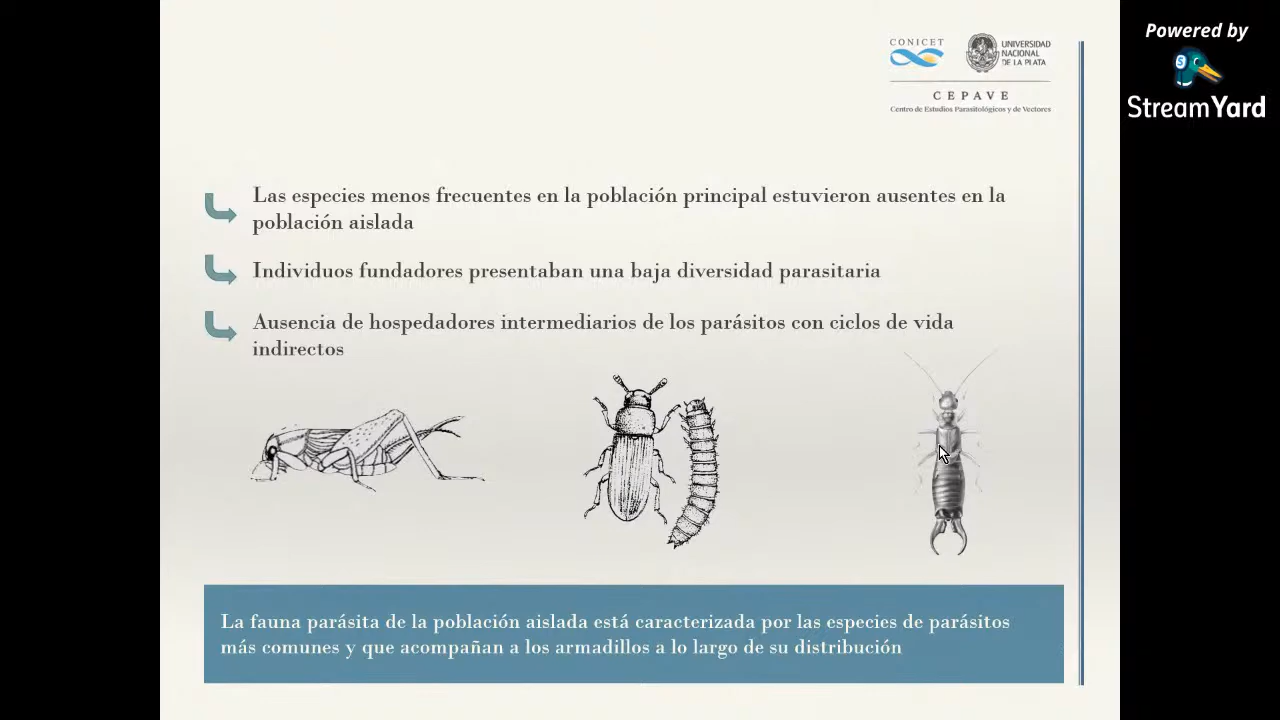 CONICET
UNIVERSIDAD
NACIONAL
DE LA PLATA
CEPAVE
Centro de Estudios Parasitológicos y de Vectores
Powered by
S
StreamYard
Las especies menos frecuentes en la población principal estuvieron ausentes en la
población aislada
Individuos fundadores presentaban una baja diversidad parasitaria
Ausencia de hospedadores intermediarios de los parásitos con ciclos de vida
indirectos
La fauna parásita de la población aislada está caracterizada por las especies de parásitos
más comunes y que acompañan a los armadillos a lo largo de su distribución